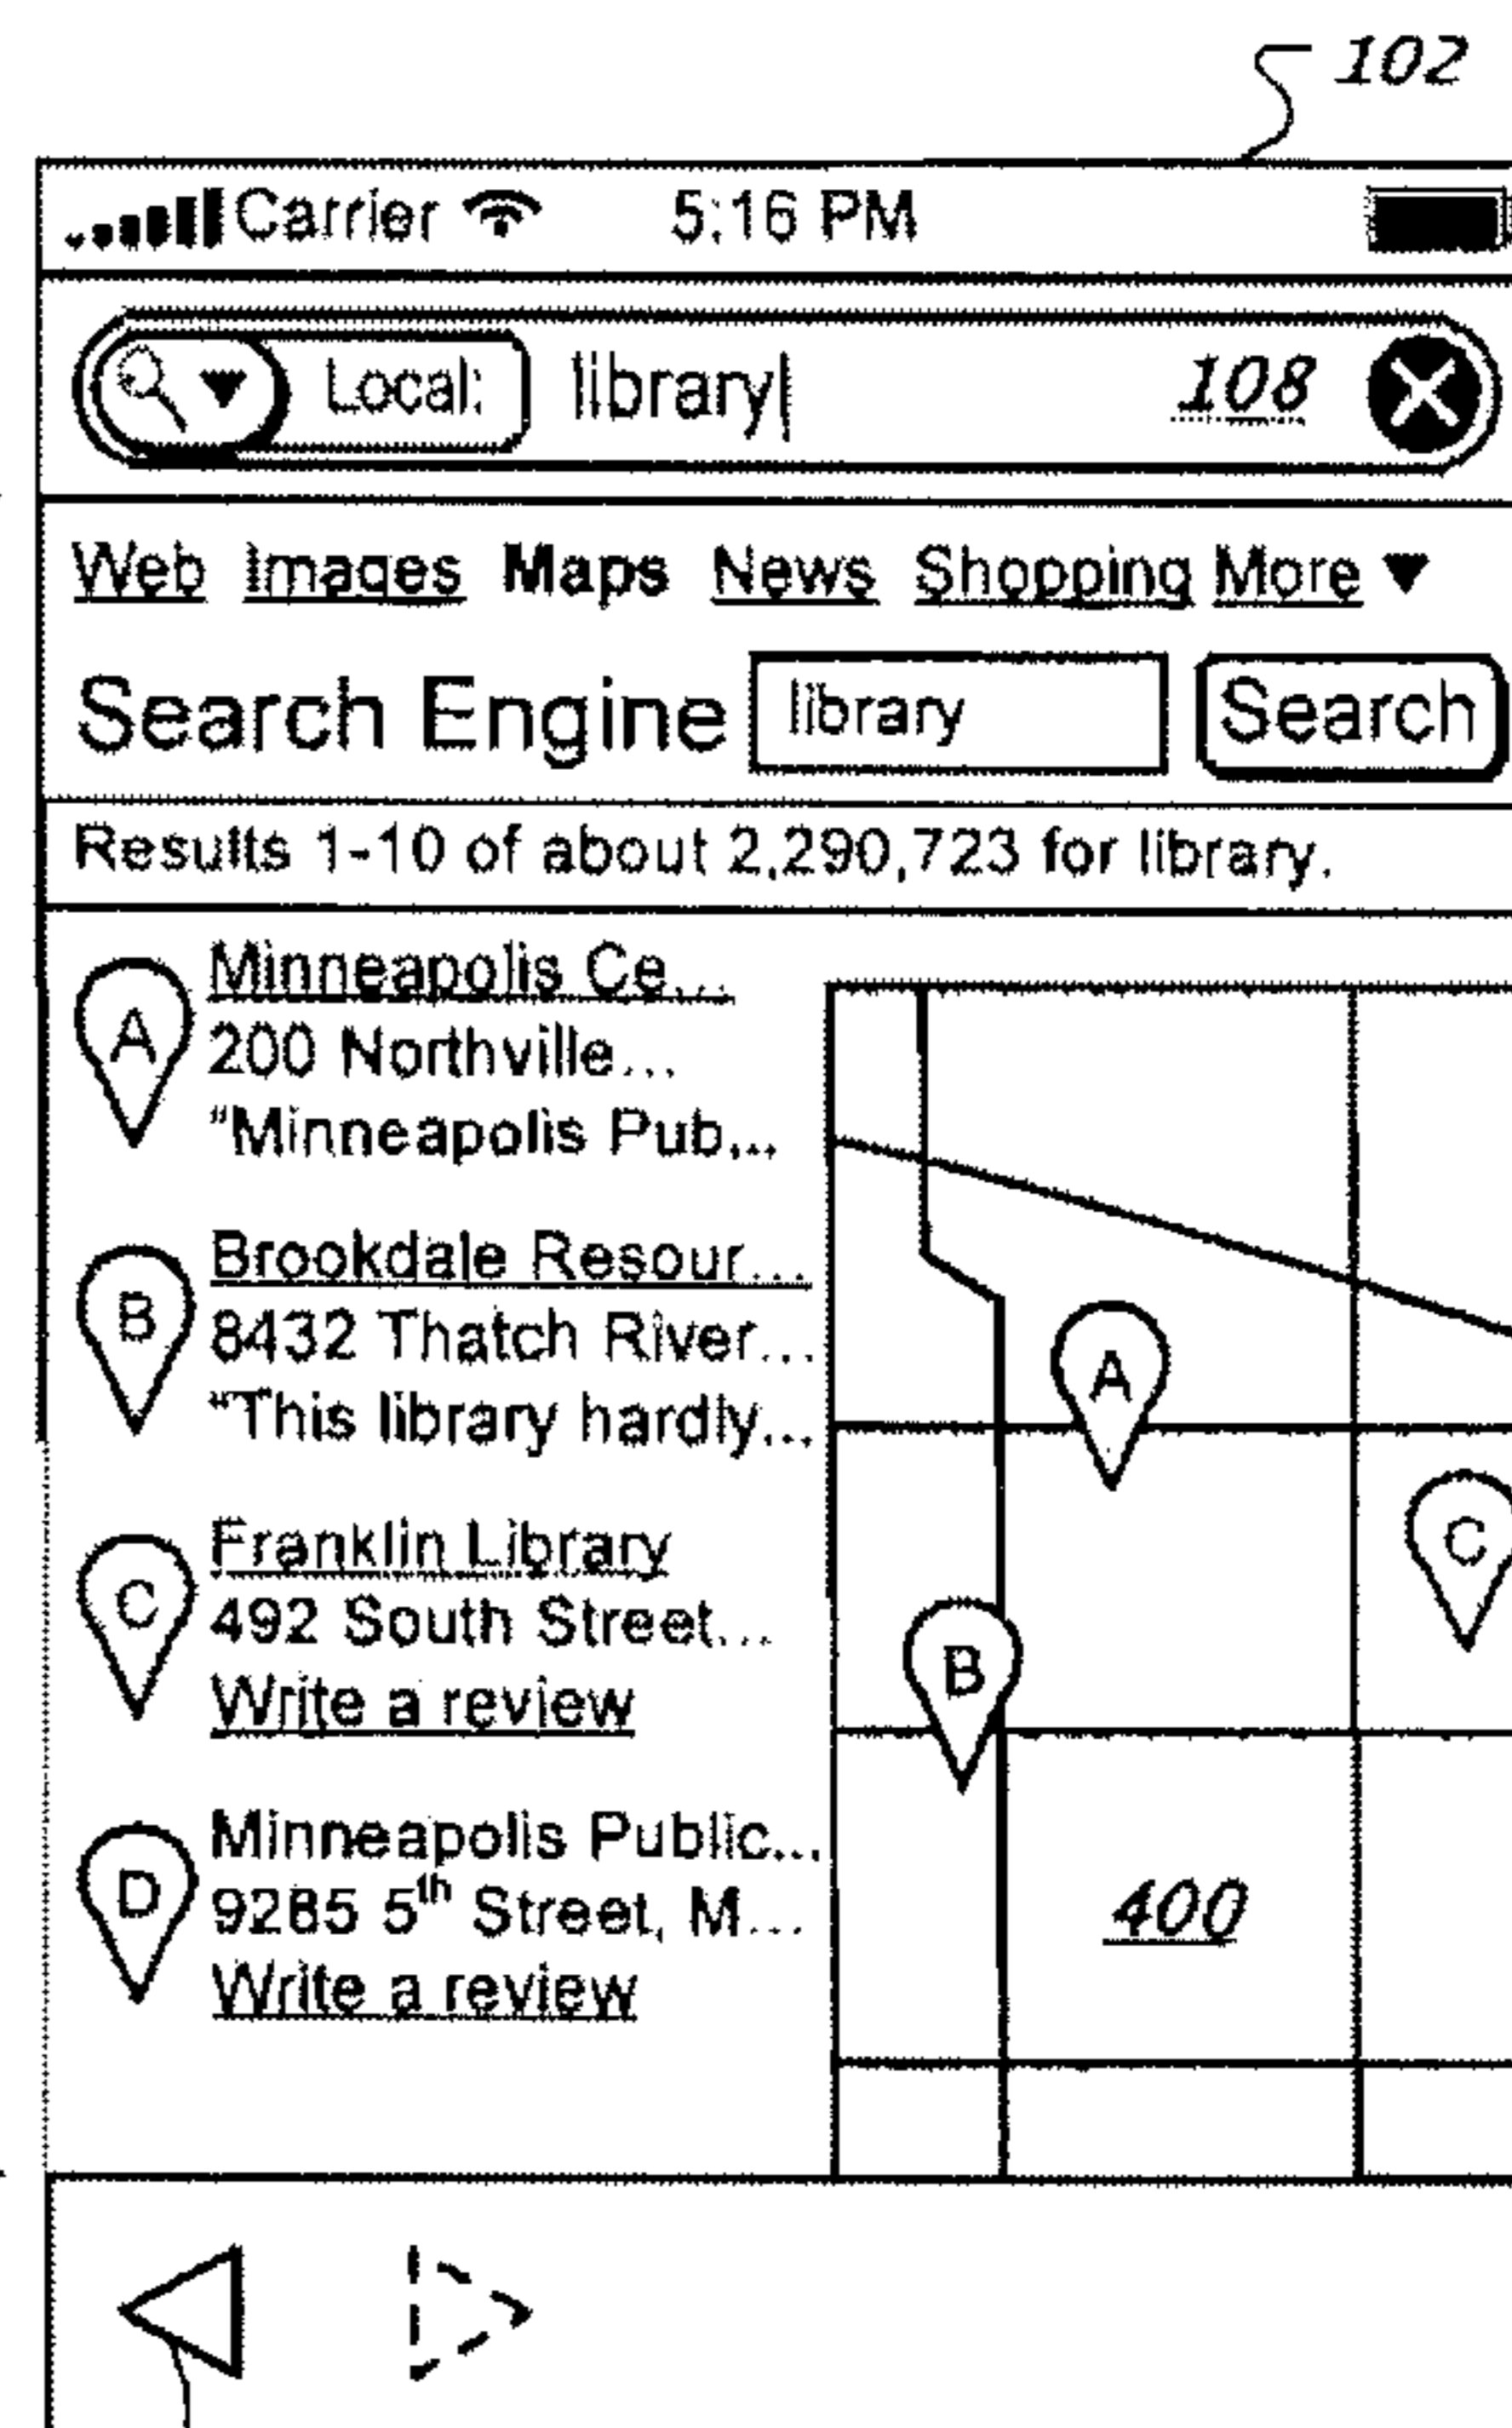 102
Carrier 5:16 PM
Local: library 108
Web Images Maps News Shopping More
Search Engine library Search
Results 1-10 of about 2,290,723 for library.
A Minneapolis Ce...
200 Northville...
"Minneapolis Pub...
B Brookdale Resour...
8432 Thatch River...
"This library hardly...
C Franklin Library
492 South Street...
Write a review
D Minneapolis Public...
9285 5th Street, M...
Write a review
A
C
B
400